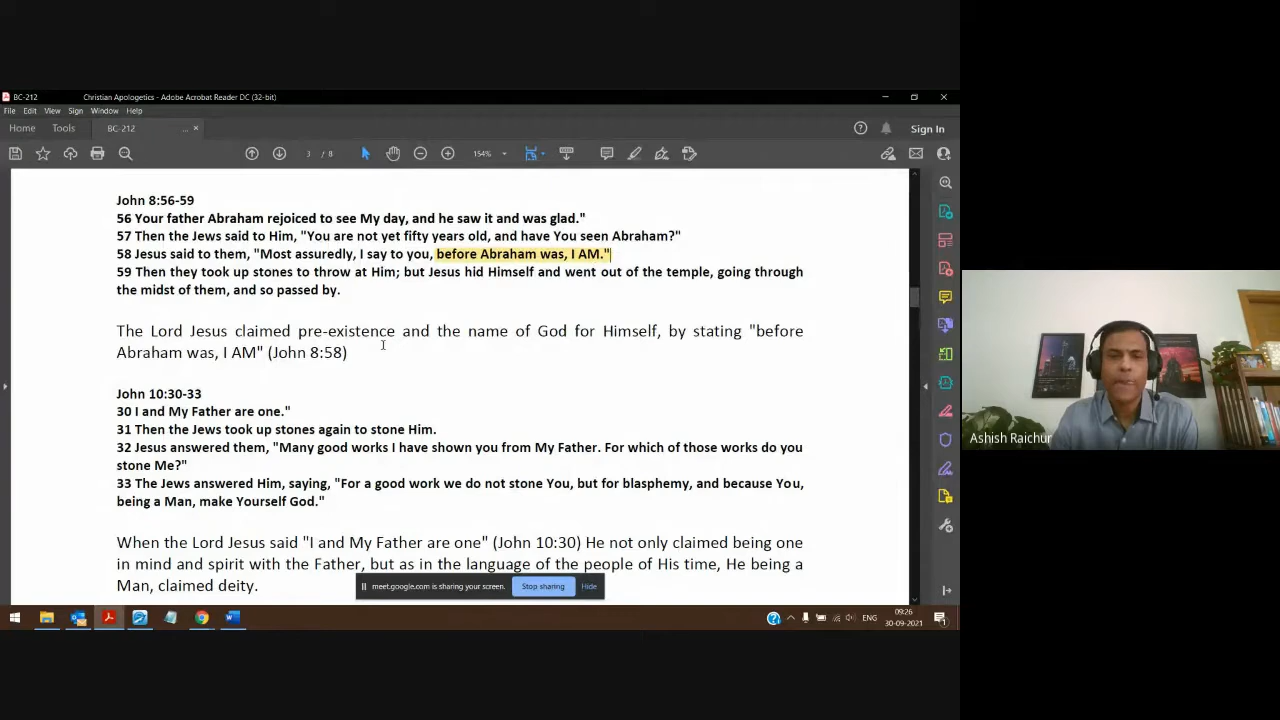 BC-212 Christian Apologetics - Adobe Acrobat Reader DC (32-bit)
File Edit View Sign Window Help
Home Tools BC-212 ... × Sign In
3 / 8 154%
John 8:56-59
56 Your father Abraham rejoiced to see My day, and he saw it and was glad."
57 Then the Jews said to Him, "You are not yet fifty years old, and have You seen Abraham?"
58 Jesus said to them, "Most assuredly, I say to you, before Abraham was, I AM."
59 Then they took up stones to throw at Him; but Jesus hid Himself and went out of the temple, going through
the midst of them, and so passed by.
The Lord Jesus claimed pre-existence and the name of God for Himself, by stating "before
Abraham was, I AM" (John 8:58)
John 10:30-33
30 I and My Father are one."
31 Then the Jews took up stones again to stone Him.
32 Jesus answered them, "Many good works I have shown you from My Father. For which of those works do you
stone Me?"
33 The Jews answered Him, saying, "For a good work we do not stone You, but for blasphemy, and because You,
being a Man, make Yourself God."
When the Lord Jesus said "I and My Father are one" (John 10:30) He not only claimed being one
in mind and spirit with the Father, but as in the language of the people of His time, He being a
Man, claimed deity.
meet.google.com is sharing your screen. Stop sharing Hide
ENG
09:26
30-09-2021
Ashish Raichur